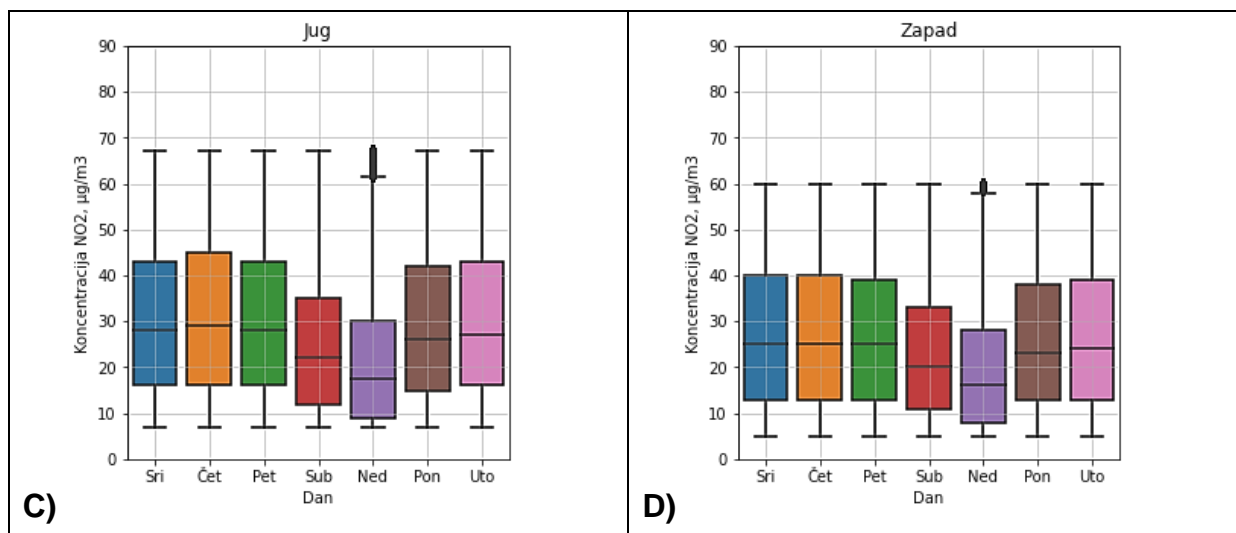 Jug
90
80
70
60
50
40
30
20
10
0
Koncentracija NO2, µg/m3
Sri Čet Pet Sub Ned Pon Uto
Dan
C)
Zapad
90
80
70
60
50
40
30
20
10
0
Koncentracija NO2, µg/m3
Sri Čet Pet Sub Ned Pon Uto
Dan
D)